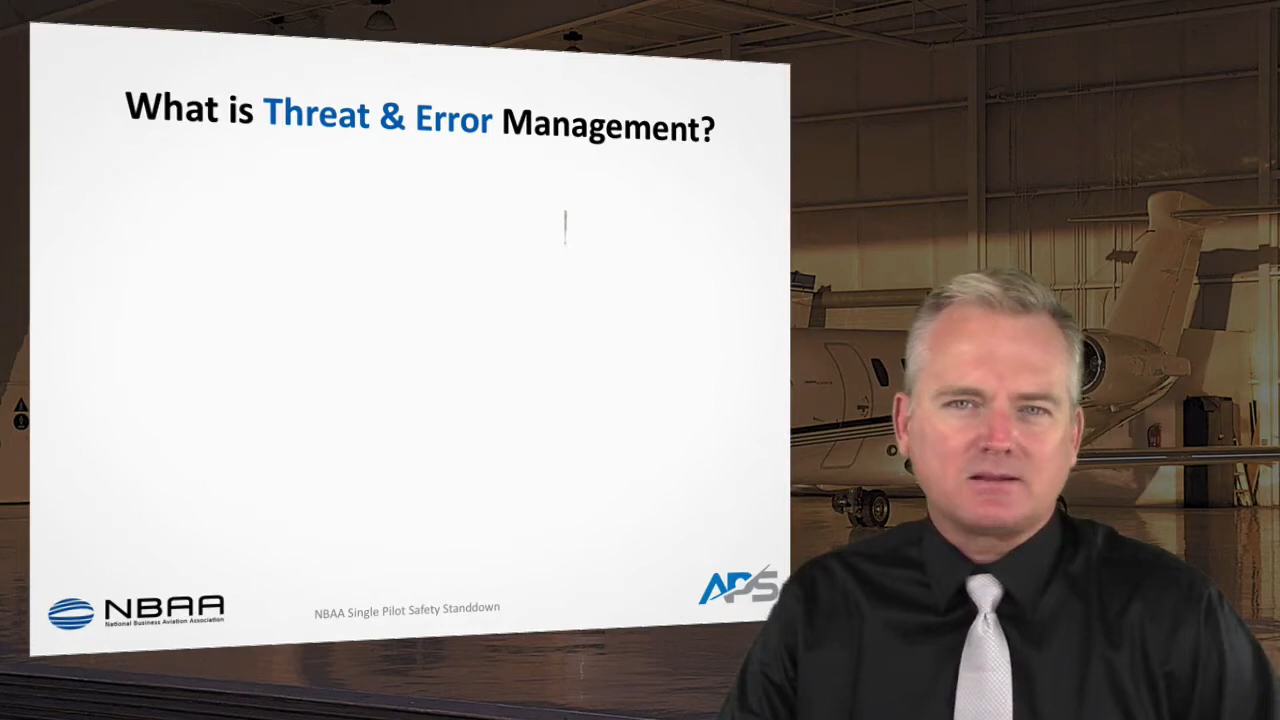 What is Threat & Error Management?
NBAA
National Business Aviation Association
NBAA Single Pilot Safety Standdown
APS